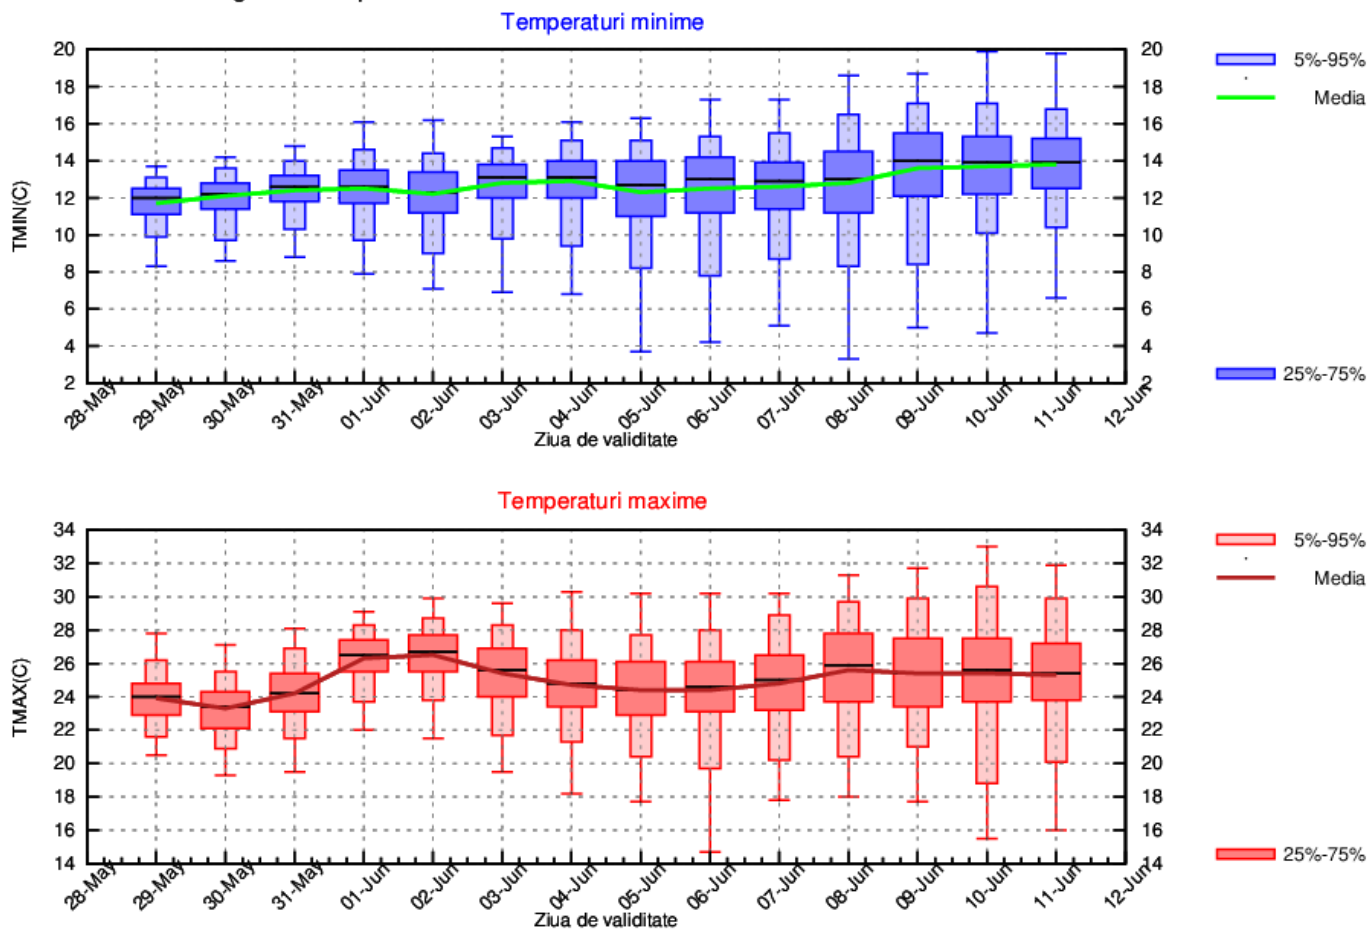 Temperaturi minime
20 20
18 18
16 16
14 14
12 12
10 10
8 8
6 6
4 4
2 2
TMIN(C)
28-May 29-May 30-May 31-May 01-Jun 02-Jun 03-Jun 04-Jun 05-Jun 06-Jun 07-Jun 08-Jun 09-Jun 10-Jun 11-Jun 12-Jun
Ziua de validitate
5%-95%
Media
25%-75%
Temperaturi maxime
34 34
32 32
30 30
28 28
26 26
24 24
22 22
20 20
18 18
16 16
14 14
TMAX(C)
28-May 29-May 30-May 31-May 01-Jun 02-Jun 03-Jun 04-Jun 05-Jun 06-Jun 07-Jun 08-Jun 09-Jun 10-Jun 11-Jun 12-Jun
Ziua de validitate
5%-95%
Media
25%-75%